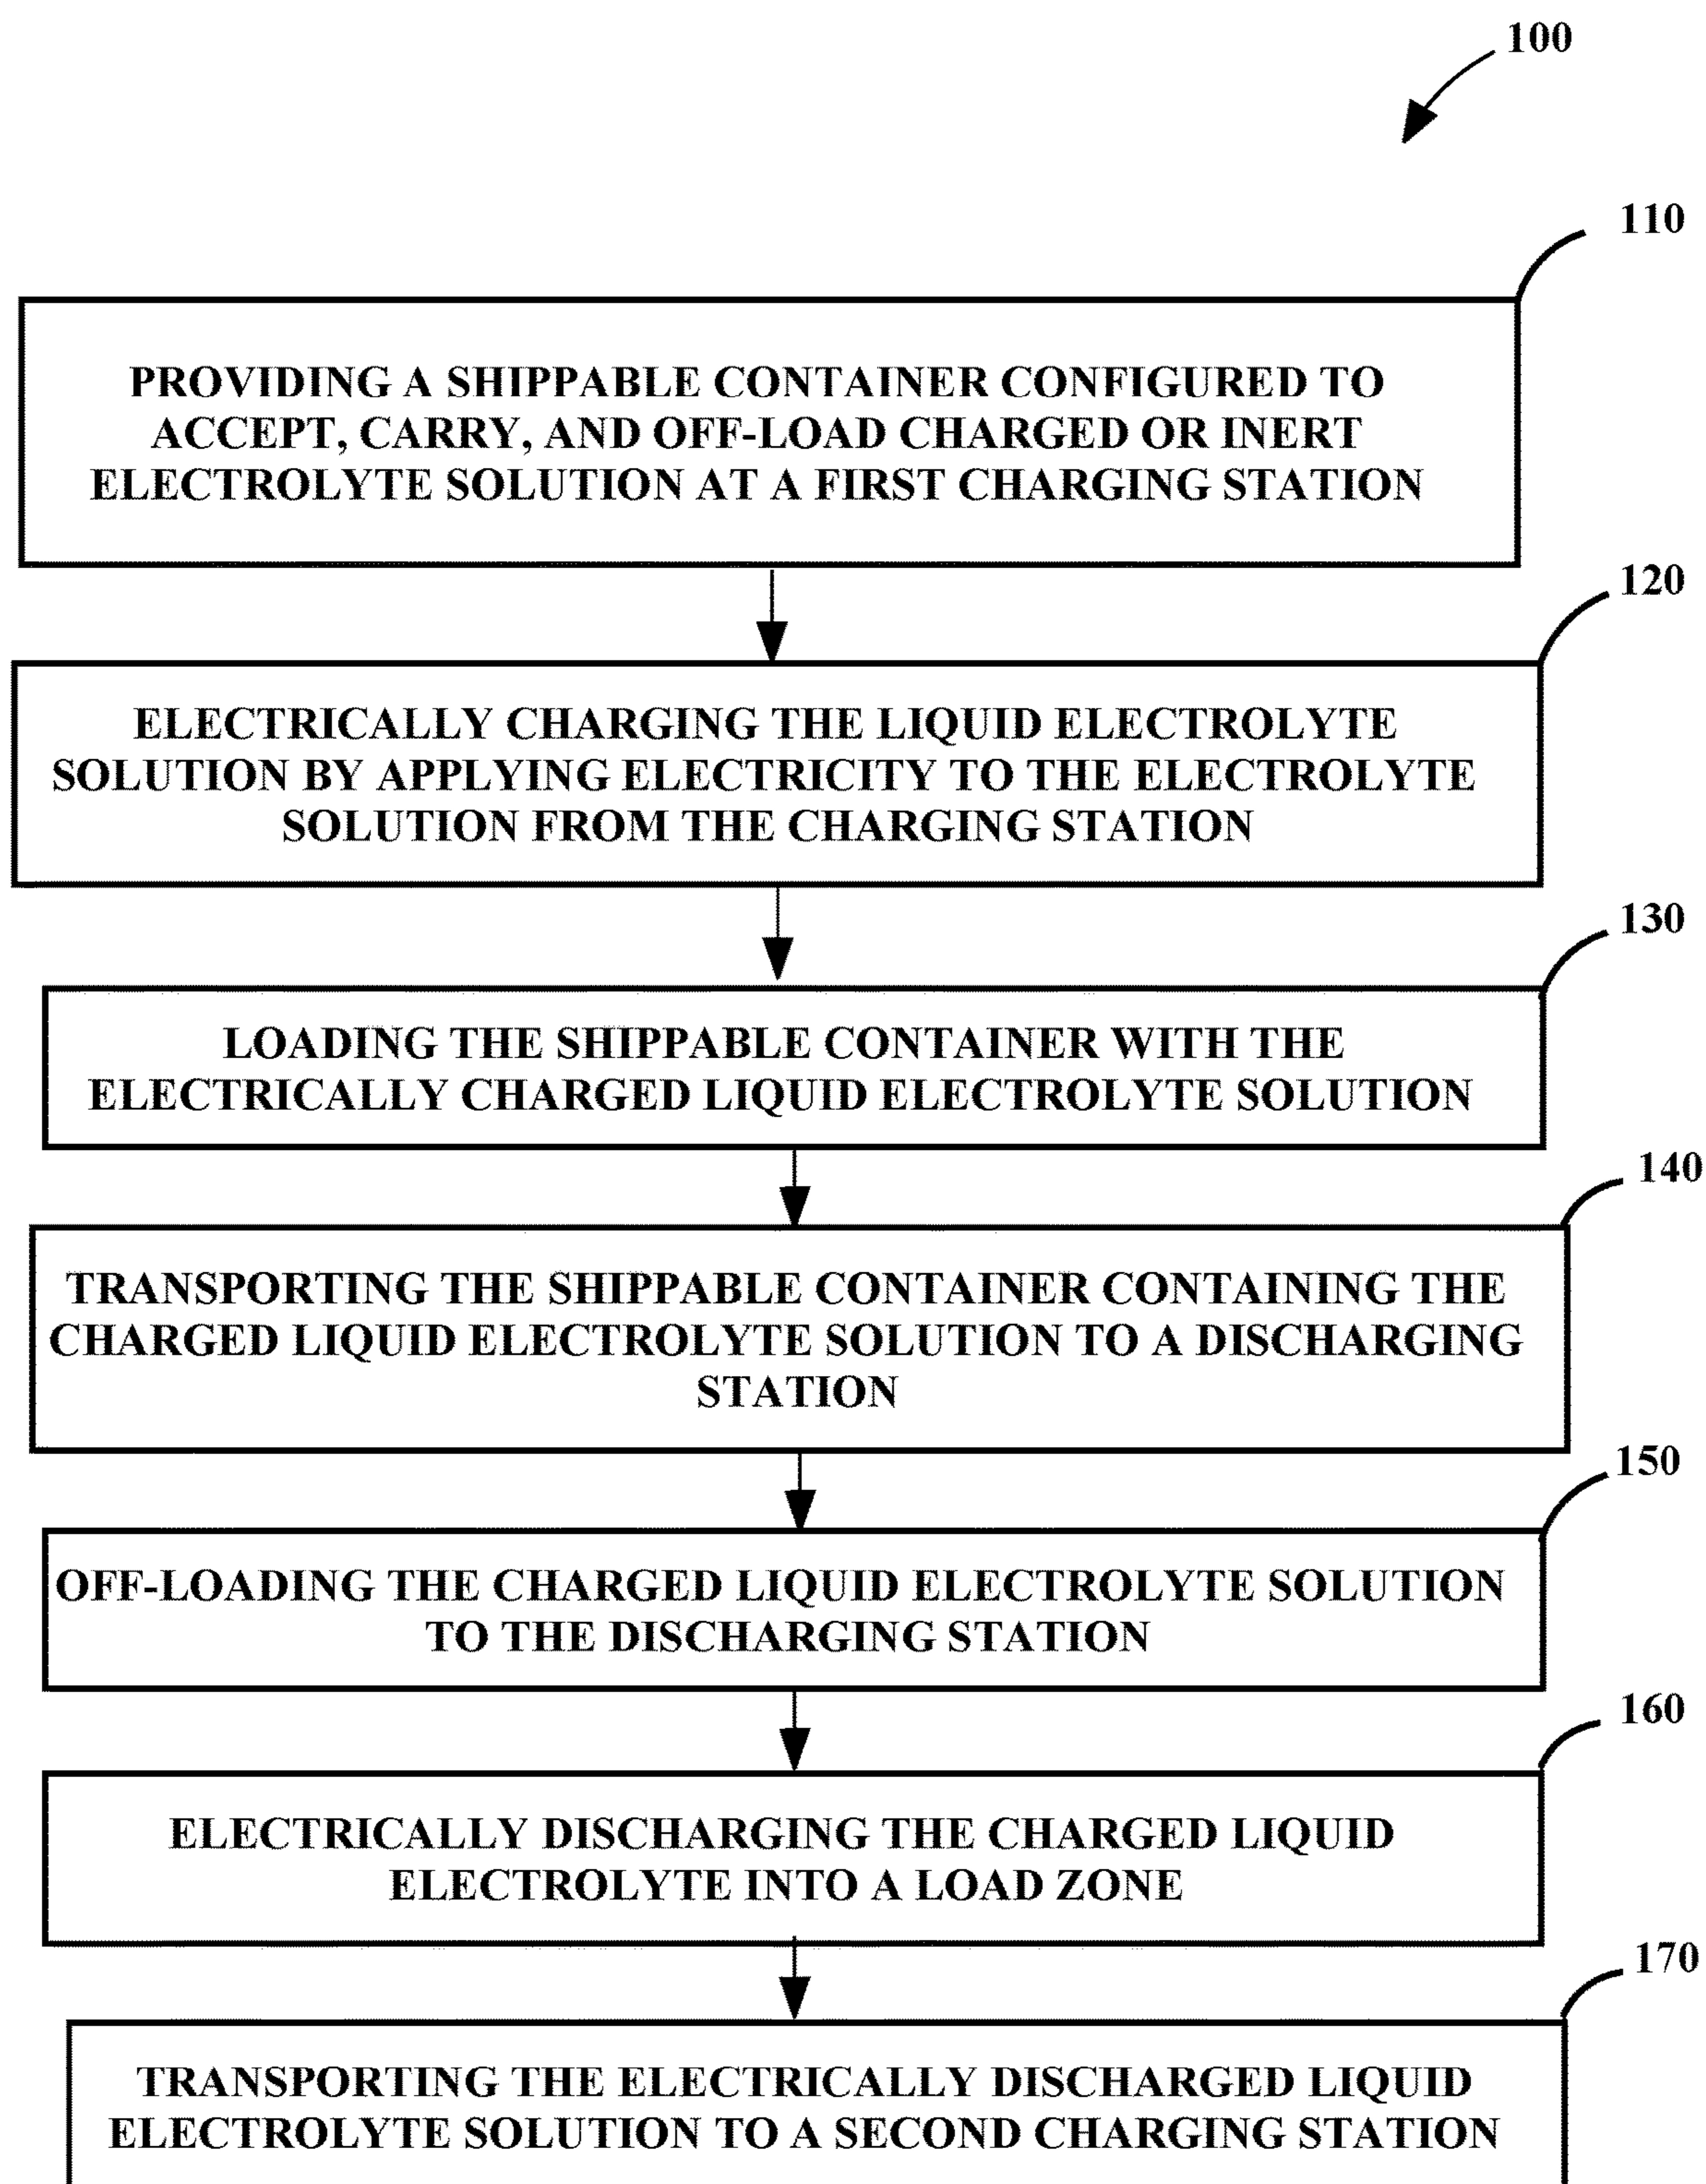 100
110
PROVIDING A SHIPPABLE CONTAINER CONFIGURED TO
ACCEPT, CARRY, AND OFF-LOAD CHARGED OR INERT
ELECTROLYTE SOLUTION AT A FIRST CHARGING STATION
120
ELECTRICALLY CHARGING THE LIQUID ELECTROLYTE
SOLUTION BY APPLYING ELECTRICITY TO THE ELECTROLYTE
SOLUTION FROM THE CHARGING STATION
130
LOADING THE SHIPPABLE CONTAINER WITH THE
ELECTRICALLY CHARGED LIQUID ELECTROLYTE SOLUTION
140
TRANSPORTING THE SHIPPABLE CONTAINER CONTAINING THE
CHARGED LIQUID ELECTROLYTE SOLUTION TO A DISCHARGING
STATION
150
OFF-LOADING THE CHARGED LIQUID ELECTROLYTE SOLUTION
TO THE DISCHARGING STATION
160
ELECTRICALLY DISCHARGING THE CHARGED LIQUID
ELECTROLYTE INTO A LOAD ZONE
170
TRANSPORTING THE ELECTRICALLY DISCHARGED LIQUID
ELECTROLYTE SOLUTION TO A SECOND CHARGING STATION